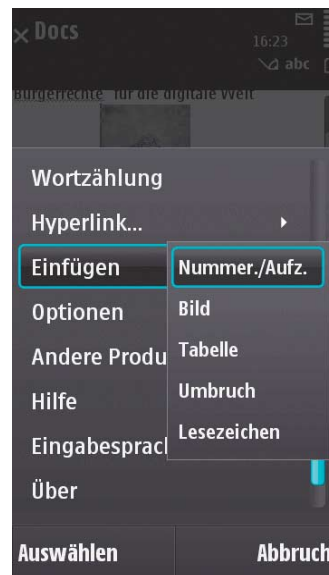 × Docs
16:23
abc
Bürgerrechte für die digitale Welt
Wortzählung
Hyperlink...
Einfügen
Optionen
Andere Produ
Hilfe
Eingabesprach
Über
Nummer./Aufz.
Bild
Tabelle
Umbruch
Lesezeichen
Auswählen
Abbruch